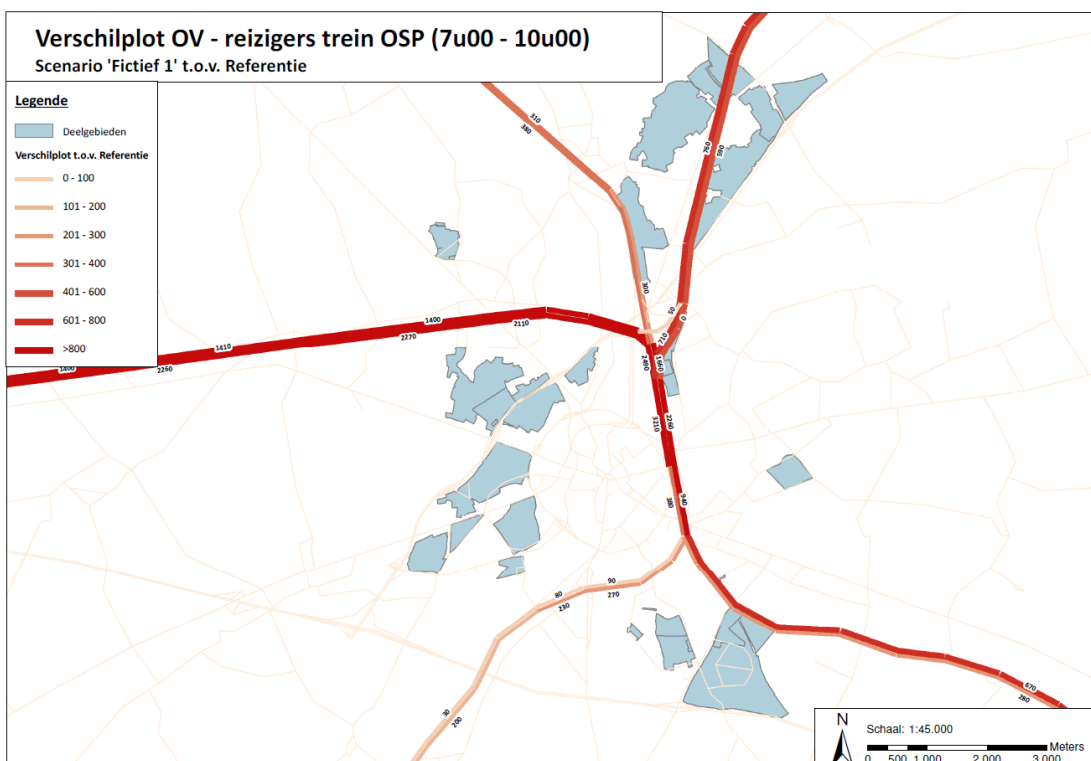 Verschilplot OV - reizigers trein OSP (7u00 - 10u00)
Scenario 'Fictief 1' t.o.v. Referentie
Legende
Deelgebieden
Verschilplot t.o.v. Referentie
0 - 100
101 - 200
201 - 300
301 - 400
401 - 600
601 - 800
>800
310
380
760
590
300
50
0
710
1400
2110
1410
2270
1400
2260
2490
1660
2260
3210
380
940
90
80
270
230
30
200
670
280
N
Schaal: 1:45.000
Meters
0 500 1.000 2.000 3.000